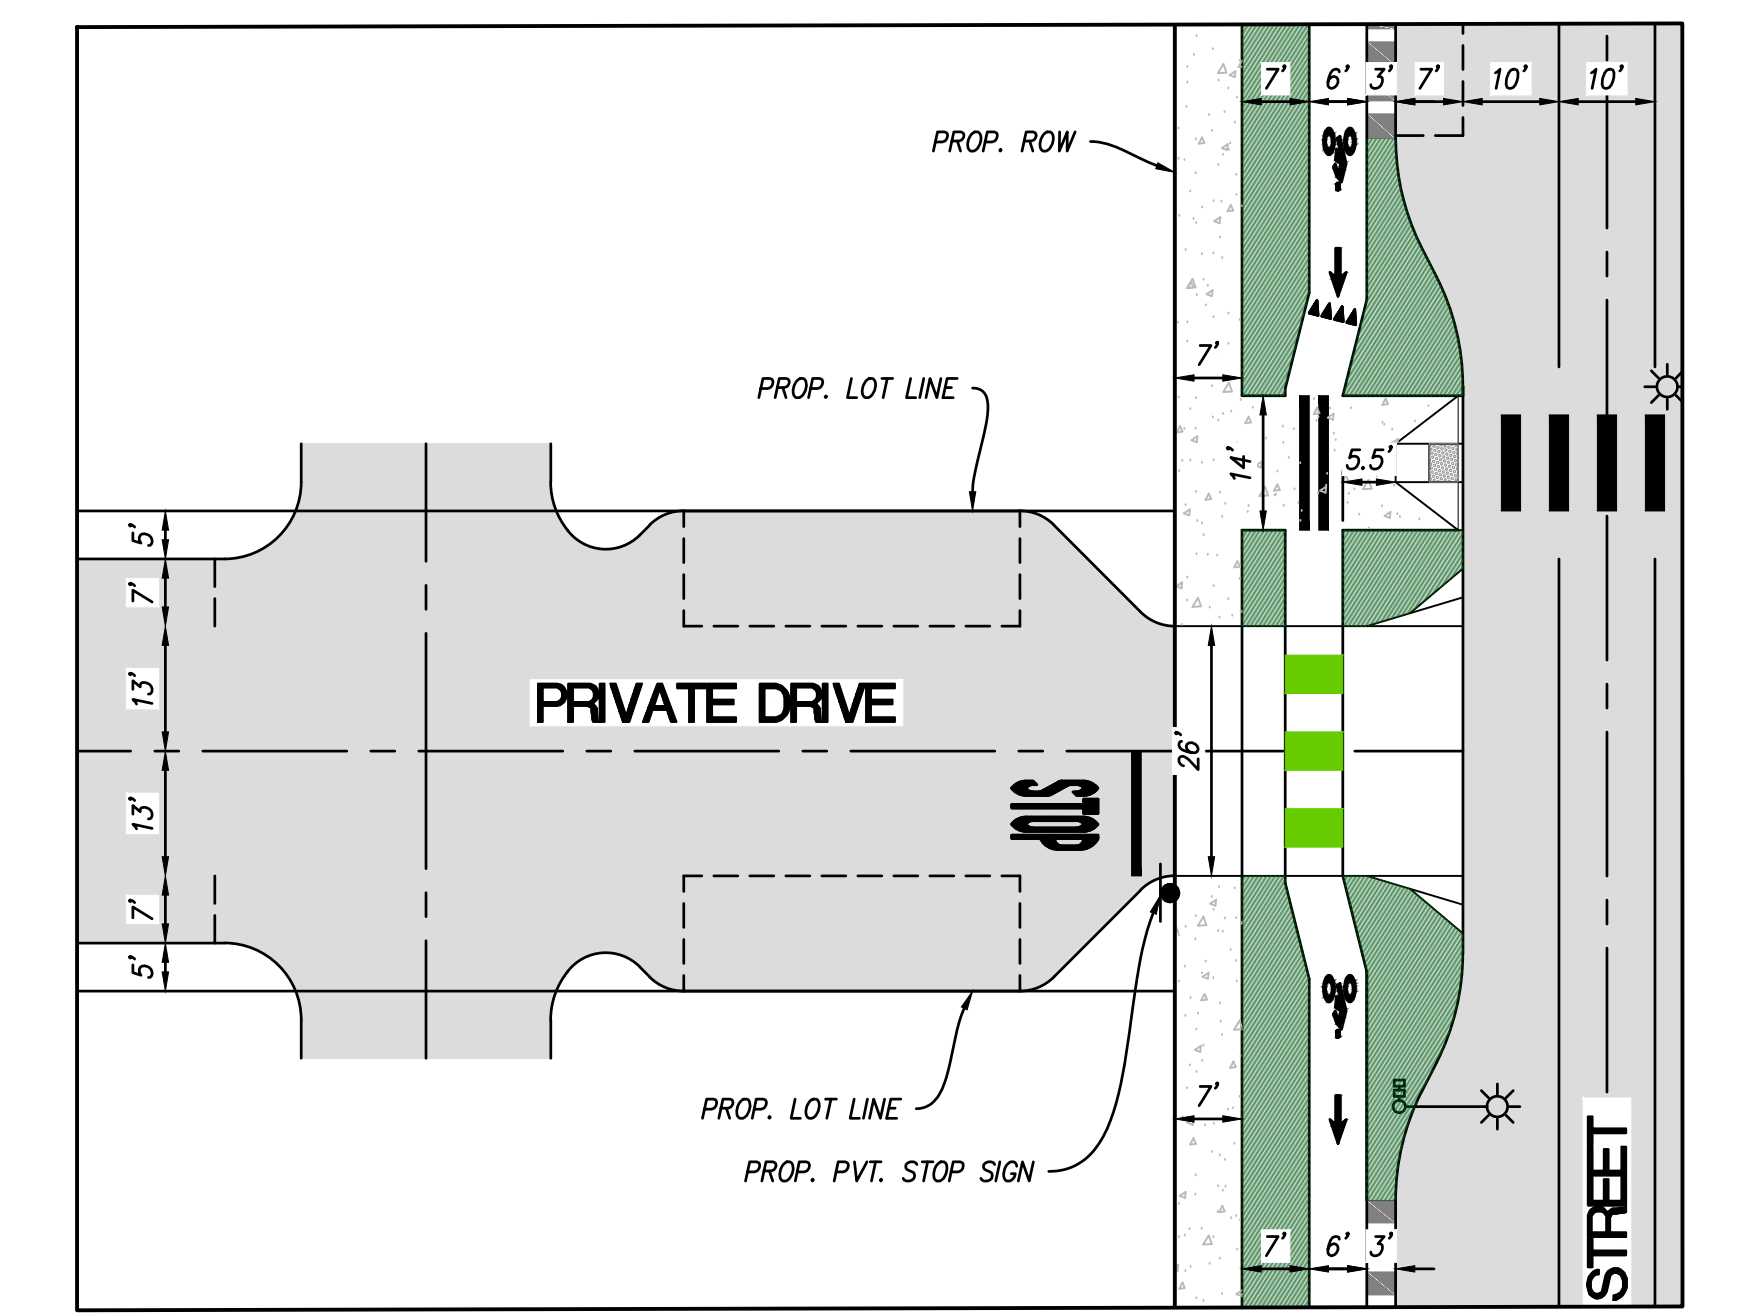 7' 6' 3' 7' 10' 10'
PROP. ROW
7'
PROP. LOT LINE
14'
5.5'
5'
7'
13'
PRIVATE DRIVE
26'
STOP
13'
7'
5'
PROP. LOT LINE
7'
PROP. PVT. STOP SIGN
STREET
7' 6' 3'